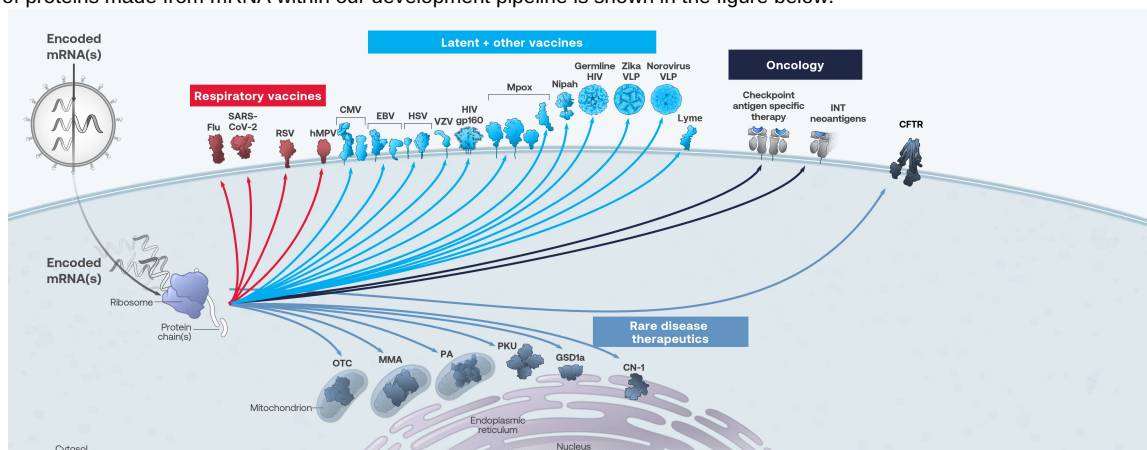 of proteins made from mRNA within our development pipeline is shown in the figure below.
Encoded
mRNA(s)
Latent + other vaccines
Oncology
Respiratory vaccines
Flu
SARS-
CoV-2
RSV
hMPV
CMV
EBV
HSV
VZV
HIV
gp160
Mpox
Nipah
Germline
HIV
Zika
VLP
Norovirus
VLP
Lyme
Checkpoint
antigen specific
therapy
INT
neoantigens
CFTR
Encoded
mRNA(s)
Ribosome
Protein
chain(s)
Rare disease
therapeutics
OTC
MMA
PA
PKU
GSD1a
CN-1
Mitochondrion
Endoplasmic
reticulum
Nucleus
Cytosol